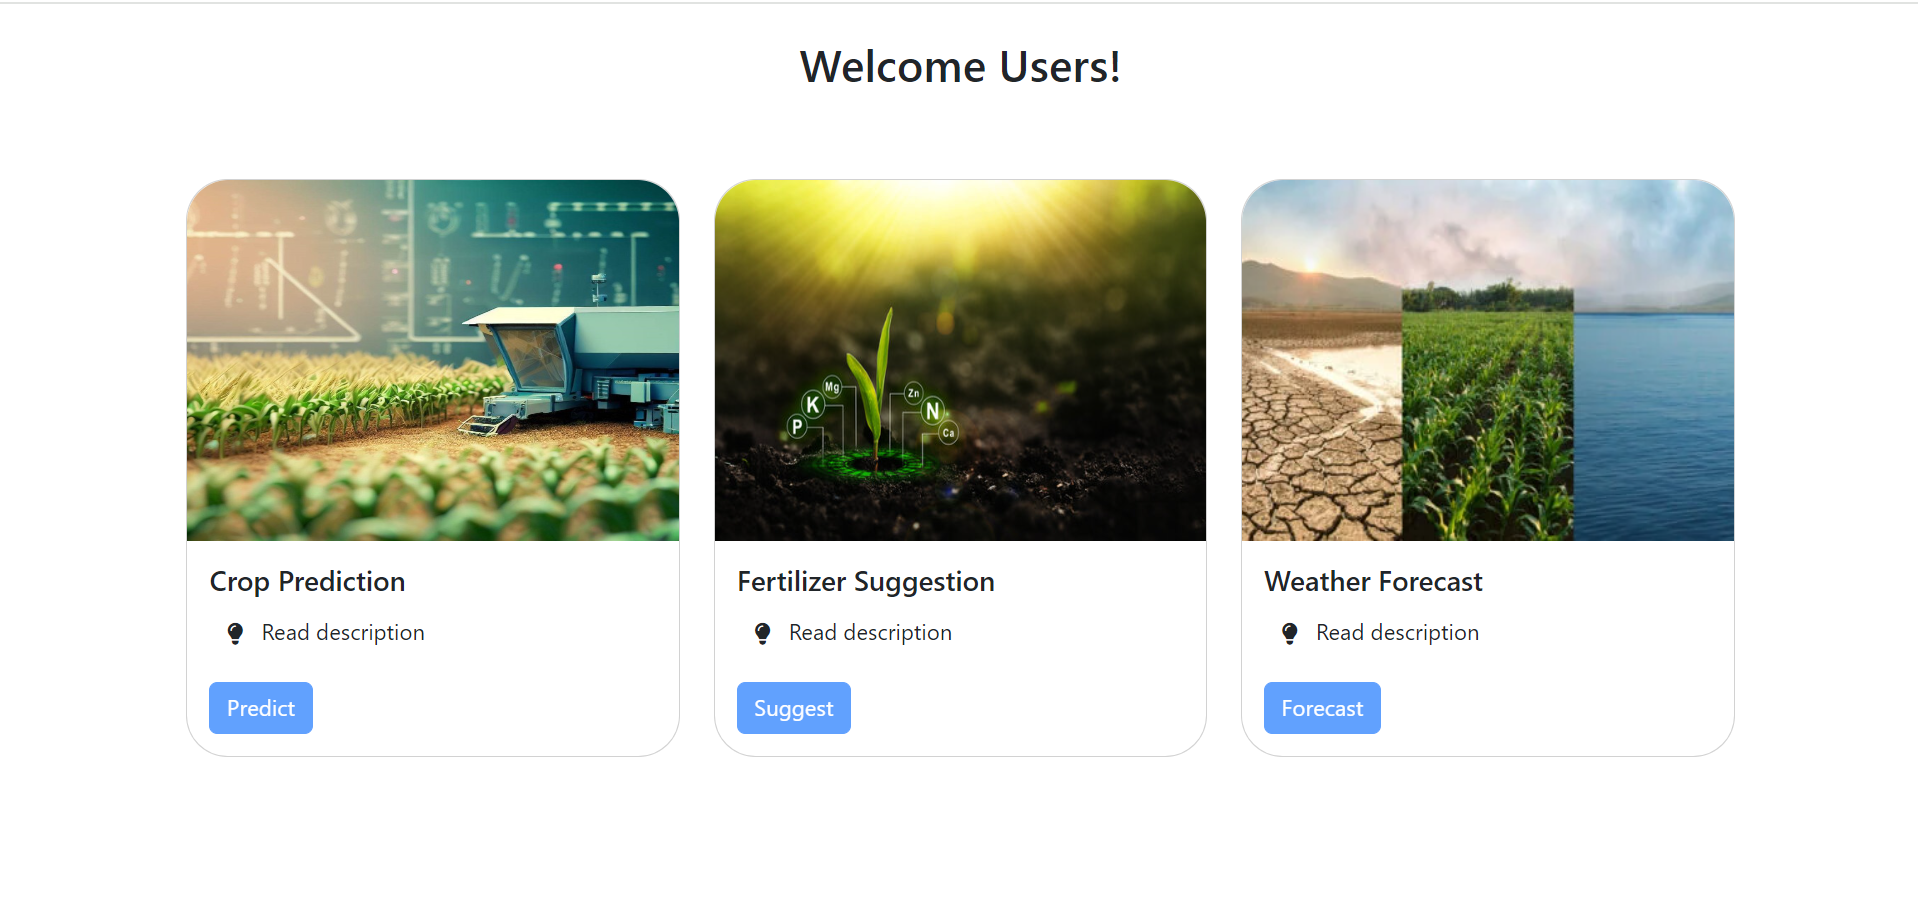 Welcome Users!
Mg
K
P
Zn
N
Ca
Crop Prediction
Read description
Predict
Fertilizer Suggestion
Read description
Suggest
Weather Forecast
Read description
Forecast